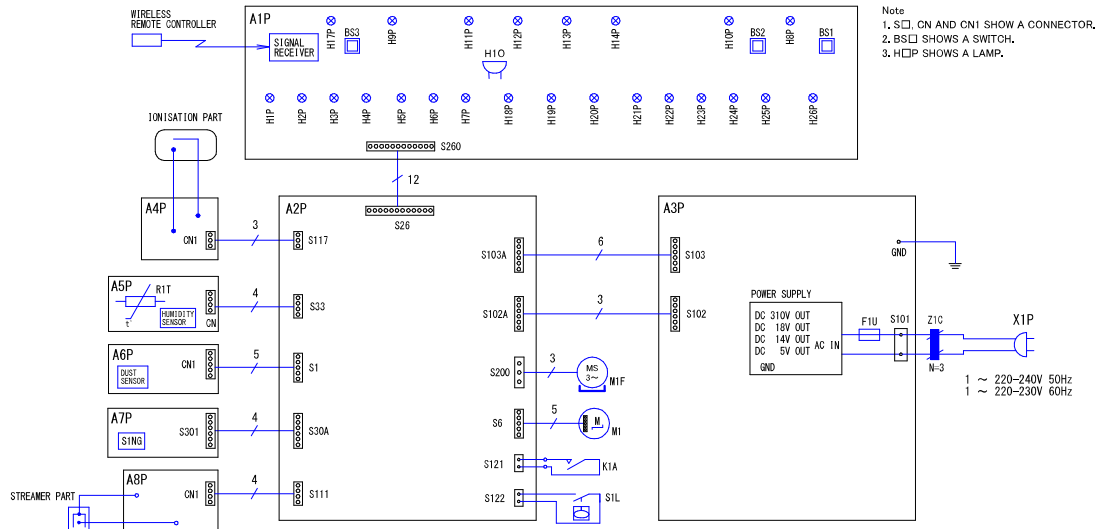 WIRELESS
REMOTE CONTROLLER
A1P
SIGNAL
RECEIVER
H17P
BS3
H9P
H11P
H12P
H13P
H14P
H10P
BS2
H8P
BS1
H1O
H1P
H2P
H3P
H4P
H5P
H6P
H7P
H18P
H19P
H20P
H21P
H22P
H23P
H24P
H25P
H26P
S260
12
Note
1. S□, CN AND CN1 SHOW A CONNECTOR.
2. BS□ SHOWS A SWITCH.
3. H□P SHOWS A LAMP.
IONISATION PART
A4P
CN1
3
S117
A5P
R1T
t°
HUMIDITY
SENSOR
CN
4
S33
A6P
DUST
SENSOR
CN1
5
S1
A7P
S1NG
S301
4
S30A
A8P
CN1
4
S111
STREAMER PART
A2P
S26
S103A
6
S103
S102A
3
S102
S200
3
MS
3~
M1F
S6
5
M
M1
S121
K1A
S122
S1L
A3P
GND
POWER SUPPLY
DC 310V OUT
DC 18V OUT
DC 14V OUT
DC 5V OUT
GND
AC IN
F1U
S101
Z1C
N=3
X1P
1 ~ 220-240V 50Hz
1 ~ 220-230V 60Hz